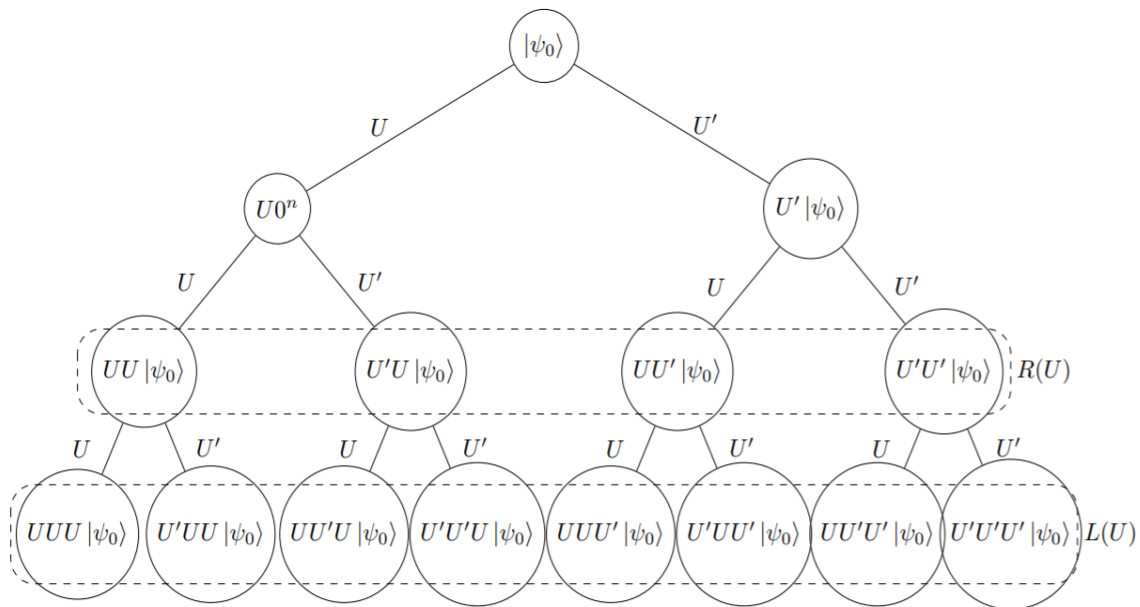 |ψ₀⟩
U U′
U0ⁿ U′ |ψ₀⟩
U U′ U U′
UU |ψ₀⟩ U′U |ψ₀⟩ UU′ |ψ₀⟩ U′U′ |ψ₀⟩ R(U)
U U′ U U′ U U′ U U′
UUU |ψ₀⟩ U′UU |ψ₀⟩ UU′U |ψ₀⟩ U′U′U |ψ₀⟩ UUU′ |ψ₀⟩ U′UU′ |ψ₀⟩ UU′U′ |ψ₀⟩ U′U′U′ |ψ₀⟩ L(U)